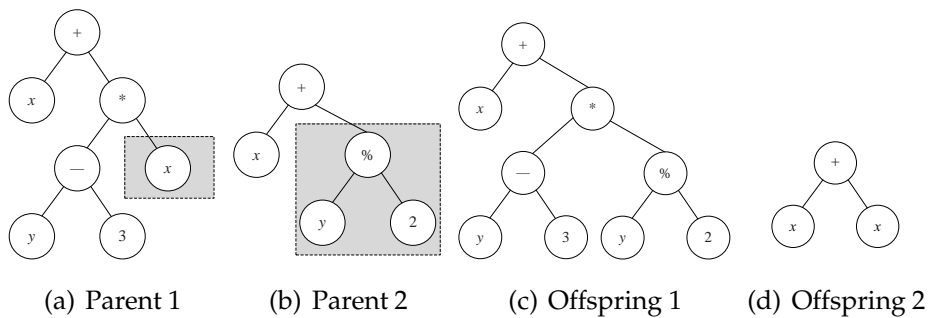 +
x
*
—
x
y
3
+
x
%
y
2
+
x
*
—
%
y
3
y
2
+
x
x
(a) Parent 1
(b) Parent 2
(c) Offspring 1
(d) Offspring 2